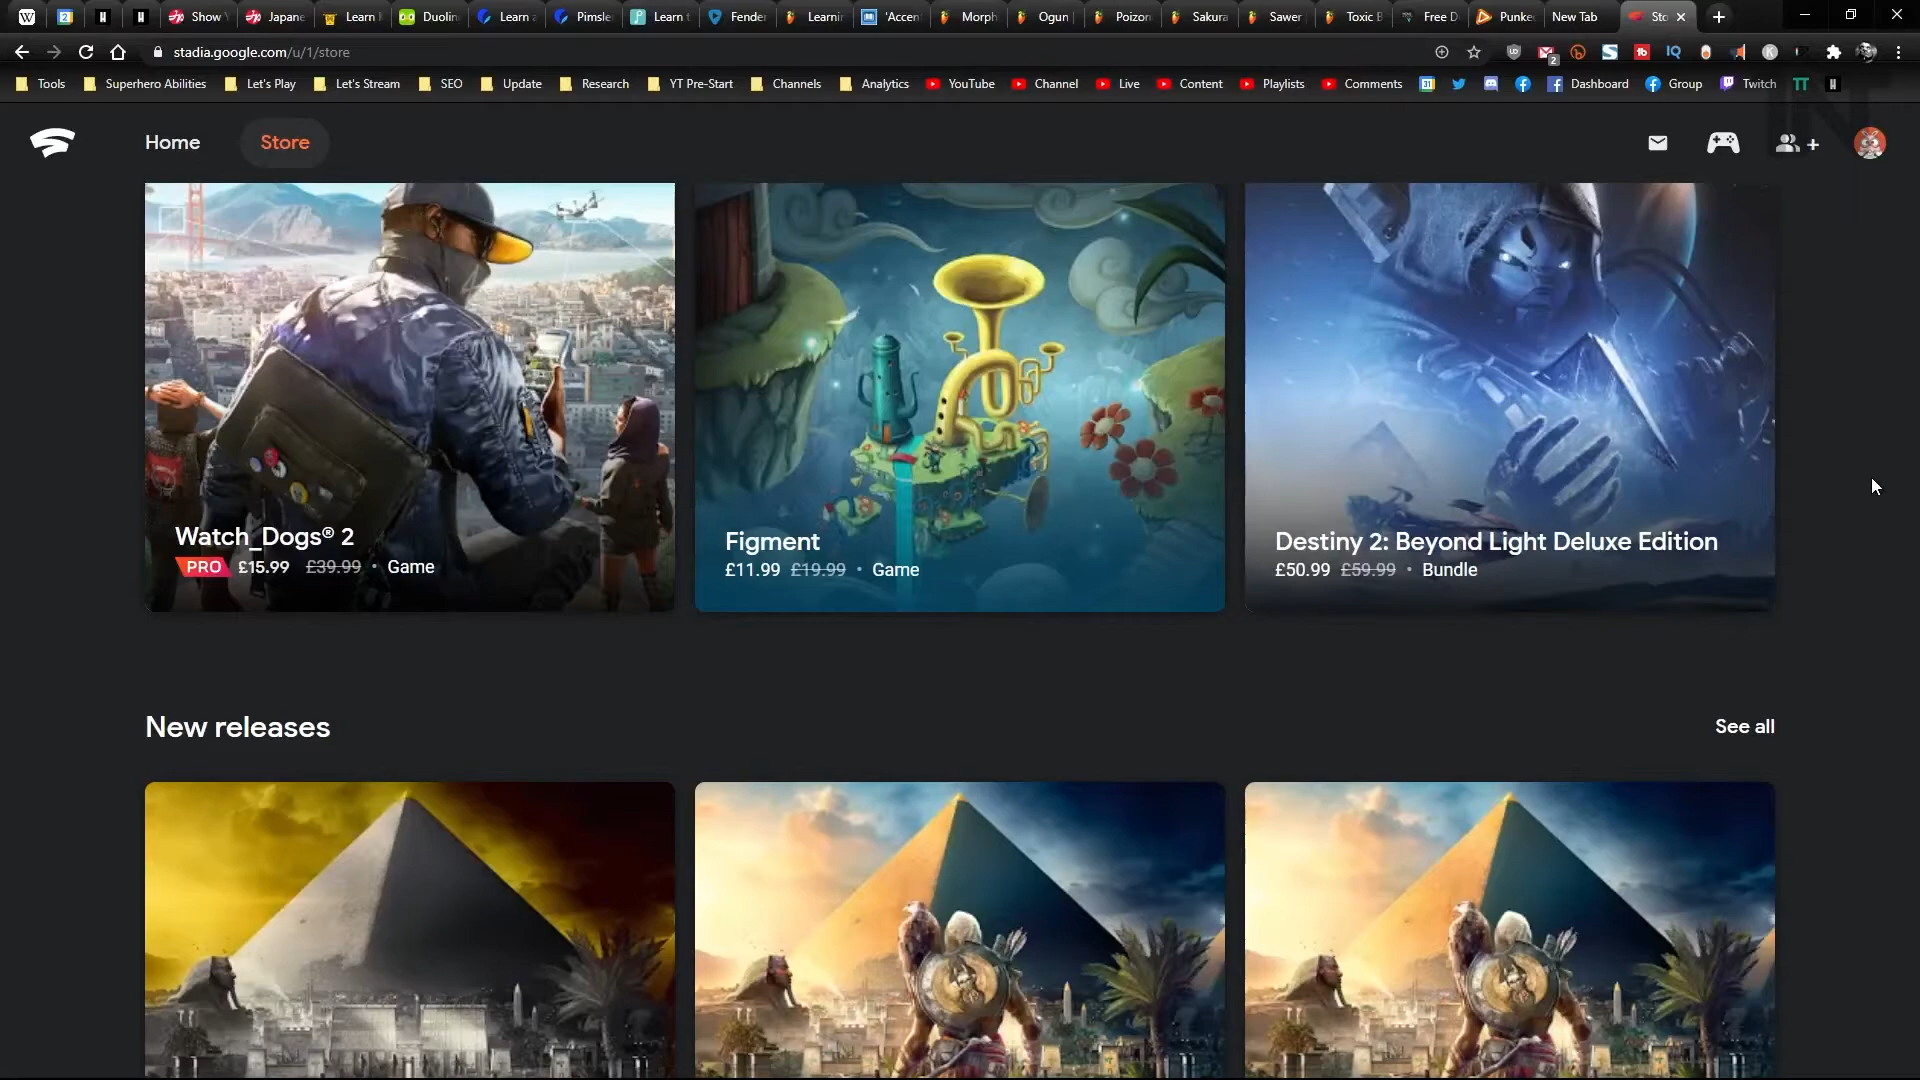 Show Y
Japane
Learn
Duolin
Learn a
Pimsle
Learn t
Fender
Learnin
'Accen
Morph
Ogun
Poizon
Sakura
Sawer
Toxic B
Free D
Punke
New Tab
Sto
stadia.google.com/u/1/store
2
Tools
Superhero Abilities
Let's Play
Let's Stream
SEO
Update
Research
YT Pre-Start
Channels
Analytics
YouTube
Channel
Live
Content
Playlists
Comments
Dashboard
Group
Twitch
Home
Store
Watch_Dogs® 2
PRO £15.99 £39.99 • Game
Figment
£11.99 £19.99 • Game
Destiny 2: Beyond Light Deluxe Edition
£50.99 £59.99 • Bundle
New releases
See all